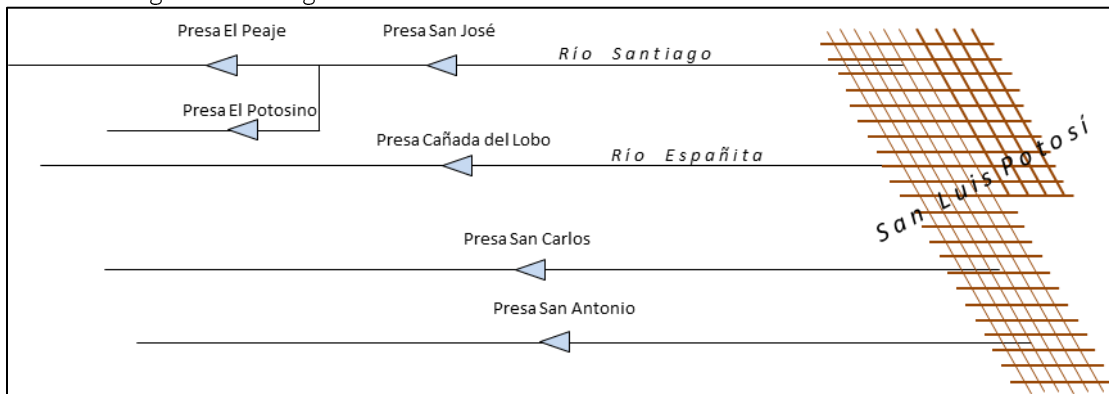 Presa El Peaje
Presa San José
Río Santiago
Presa El Potosino
Presa Cañada del Lobo
Río Españita
San Luis Potosí
Presa San Carlos
Presa San Antonio